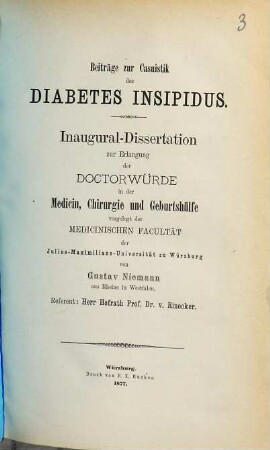 3
Beiträge zur Casuistik
des
DIABETES INSIPIDUS.
Inaugural-Dissertation
zur Erlangung
der
DOCTORWÜRDE
in der
Medicin, Chirurgie und Geburtshülfe
vorgelegt der
MEDICINISCHEN FACULTÄT
der
Julius-Maximilians-Universität zu Würzburg
von
Gustav Niemann
aus Rheine in Westfalen.
Referent: Herr Hofrath Prof. Dr. v. Rinecker.
Würzburg.
Druck von F. X. Bucher.
1877.